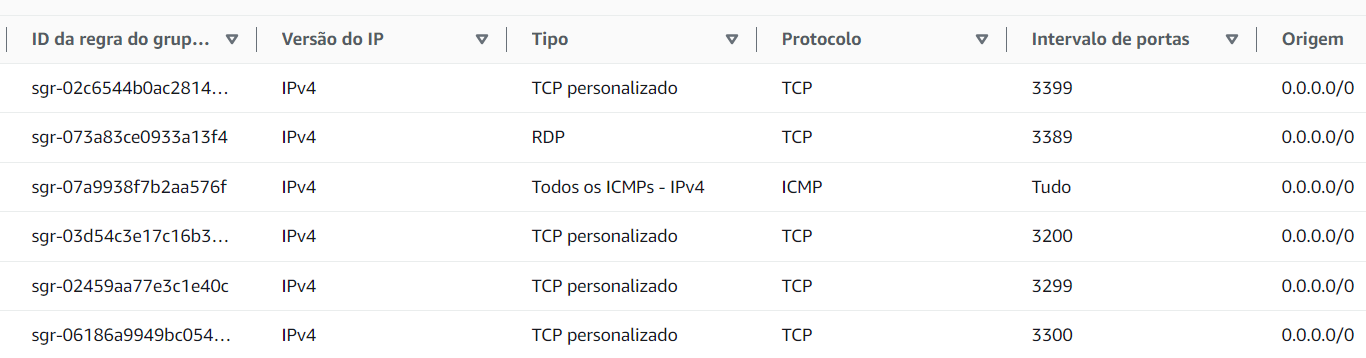 ID da regra do grup... Versão do IP Tipo Protocolo Intervalo de portas Origem
sgr-02c6544b0ac2814... IPv4 TCP personalizado TCP 3399 0.0.0.0/0
sgr-073a83ce0933a13f4 IPv4 RDP TCP 3389 0.0.0.0/0
sgr-07a9938f7b2aa576f IPv4 Todos os ICMPs - IPv4 ICMP Tudo 0.0.0.0/0
sgr-03d54c3e17c16b3... IPv4 TCP personalizado TCP 3200 0.0.0.0/0
sgr-02459aa77e3c1e40c IPv4 TCP personalizado TCP 3299 0.0.0.0/0
sgr-06186a9949bc054... IPv4 TCP personalizado TCP 3300 0.0.0.0/0